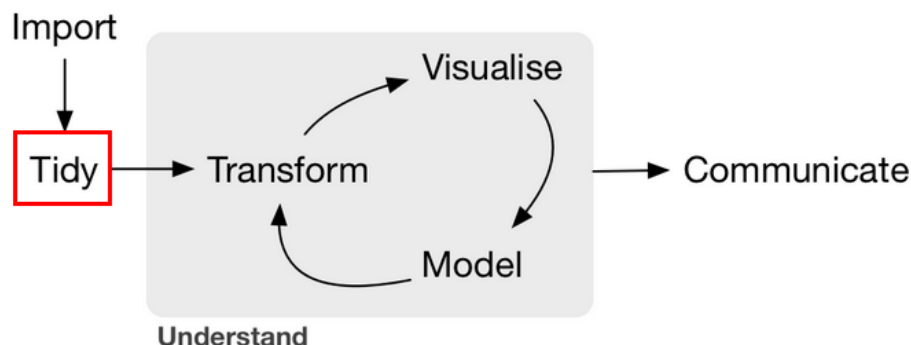 Import
Visualise
Tidy
Transform
Communicate
Model
Understand